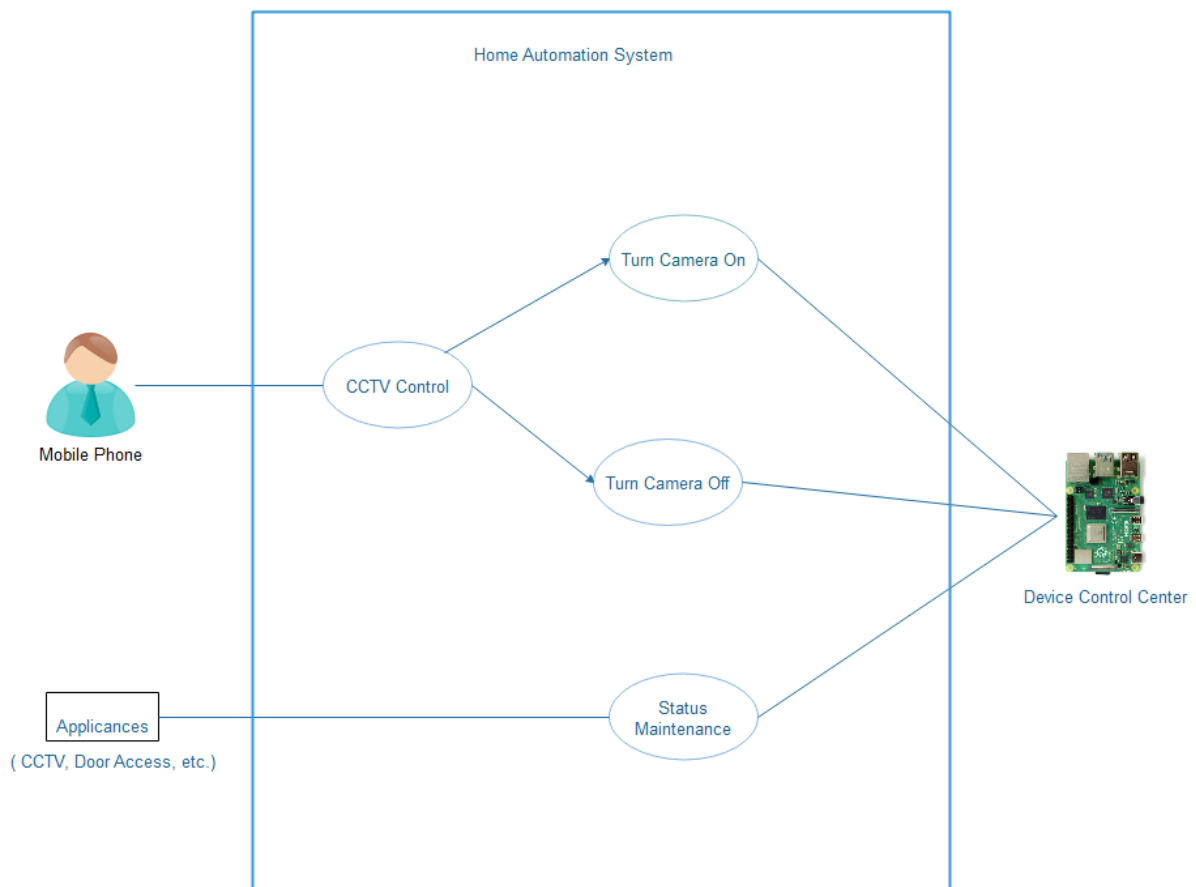 Home Automation System
Turn Camera On
CCTV Control
Mobile Phone
Turn Camera Off
Device Control Center
Applicances
( CCTV, Door Access, etc.)
Status
Maintenance